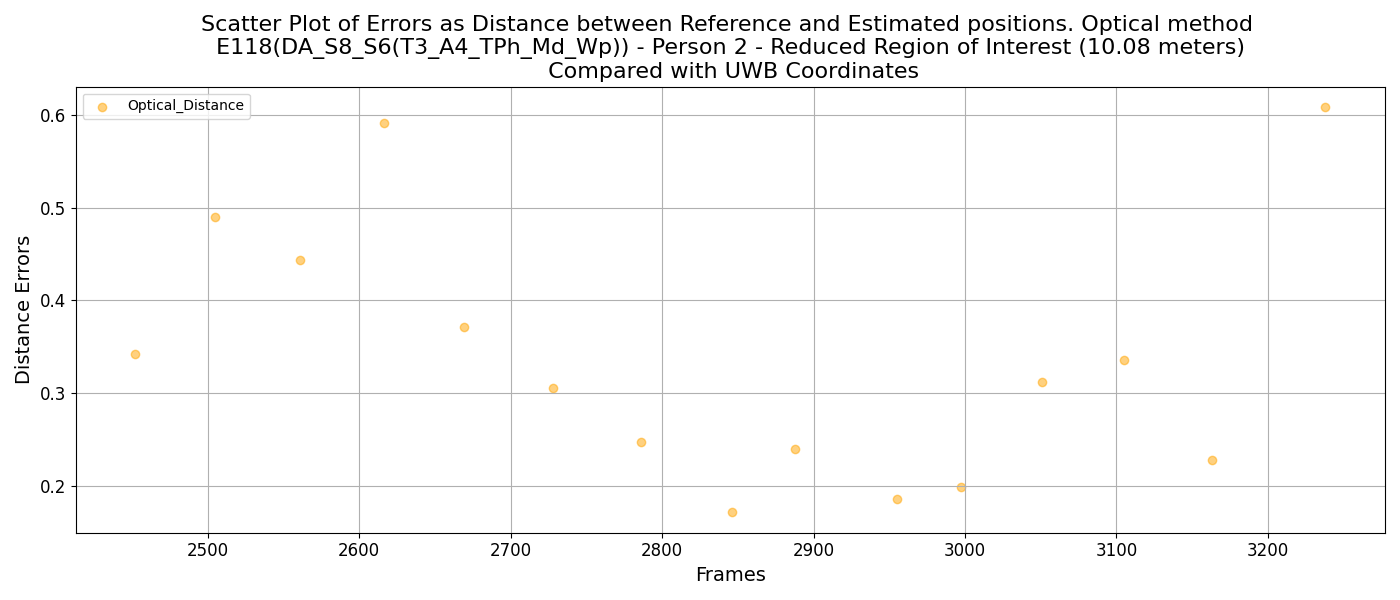 Scatter Plot of Errors as Distance between Reference and Estimated positions. Optical method
E118(DA_S8_S6(T3_A4_TPh_Md_Wp)) - Person 2 - Reduced Region of Interest (10.08 meters)
Compared with UWB Coordinates
Optical_Distance
Distance Errors
0.6
0.5
0.4
0.3
0.2
2500 2600 2700 2800 2900 3000 3100 3200
Frames